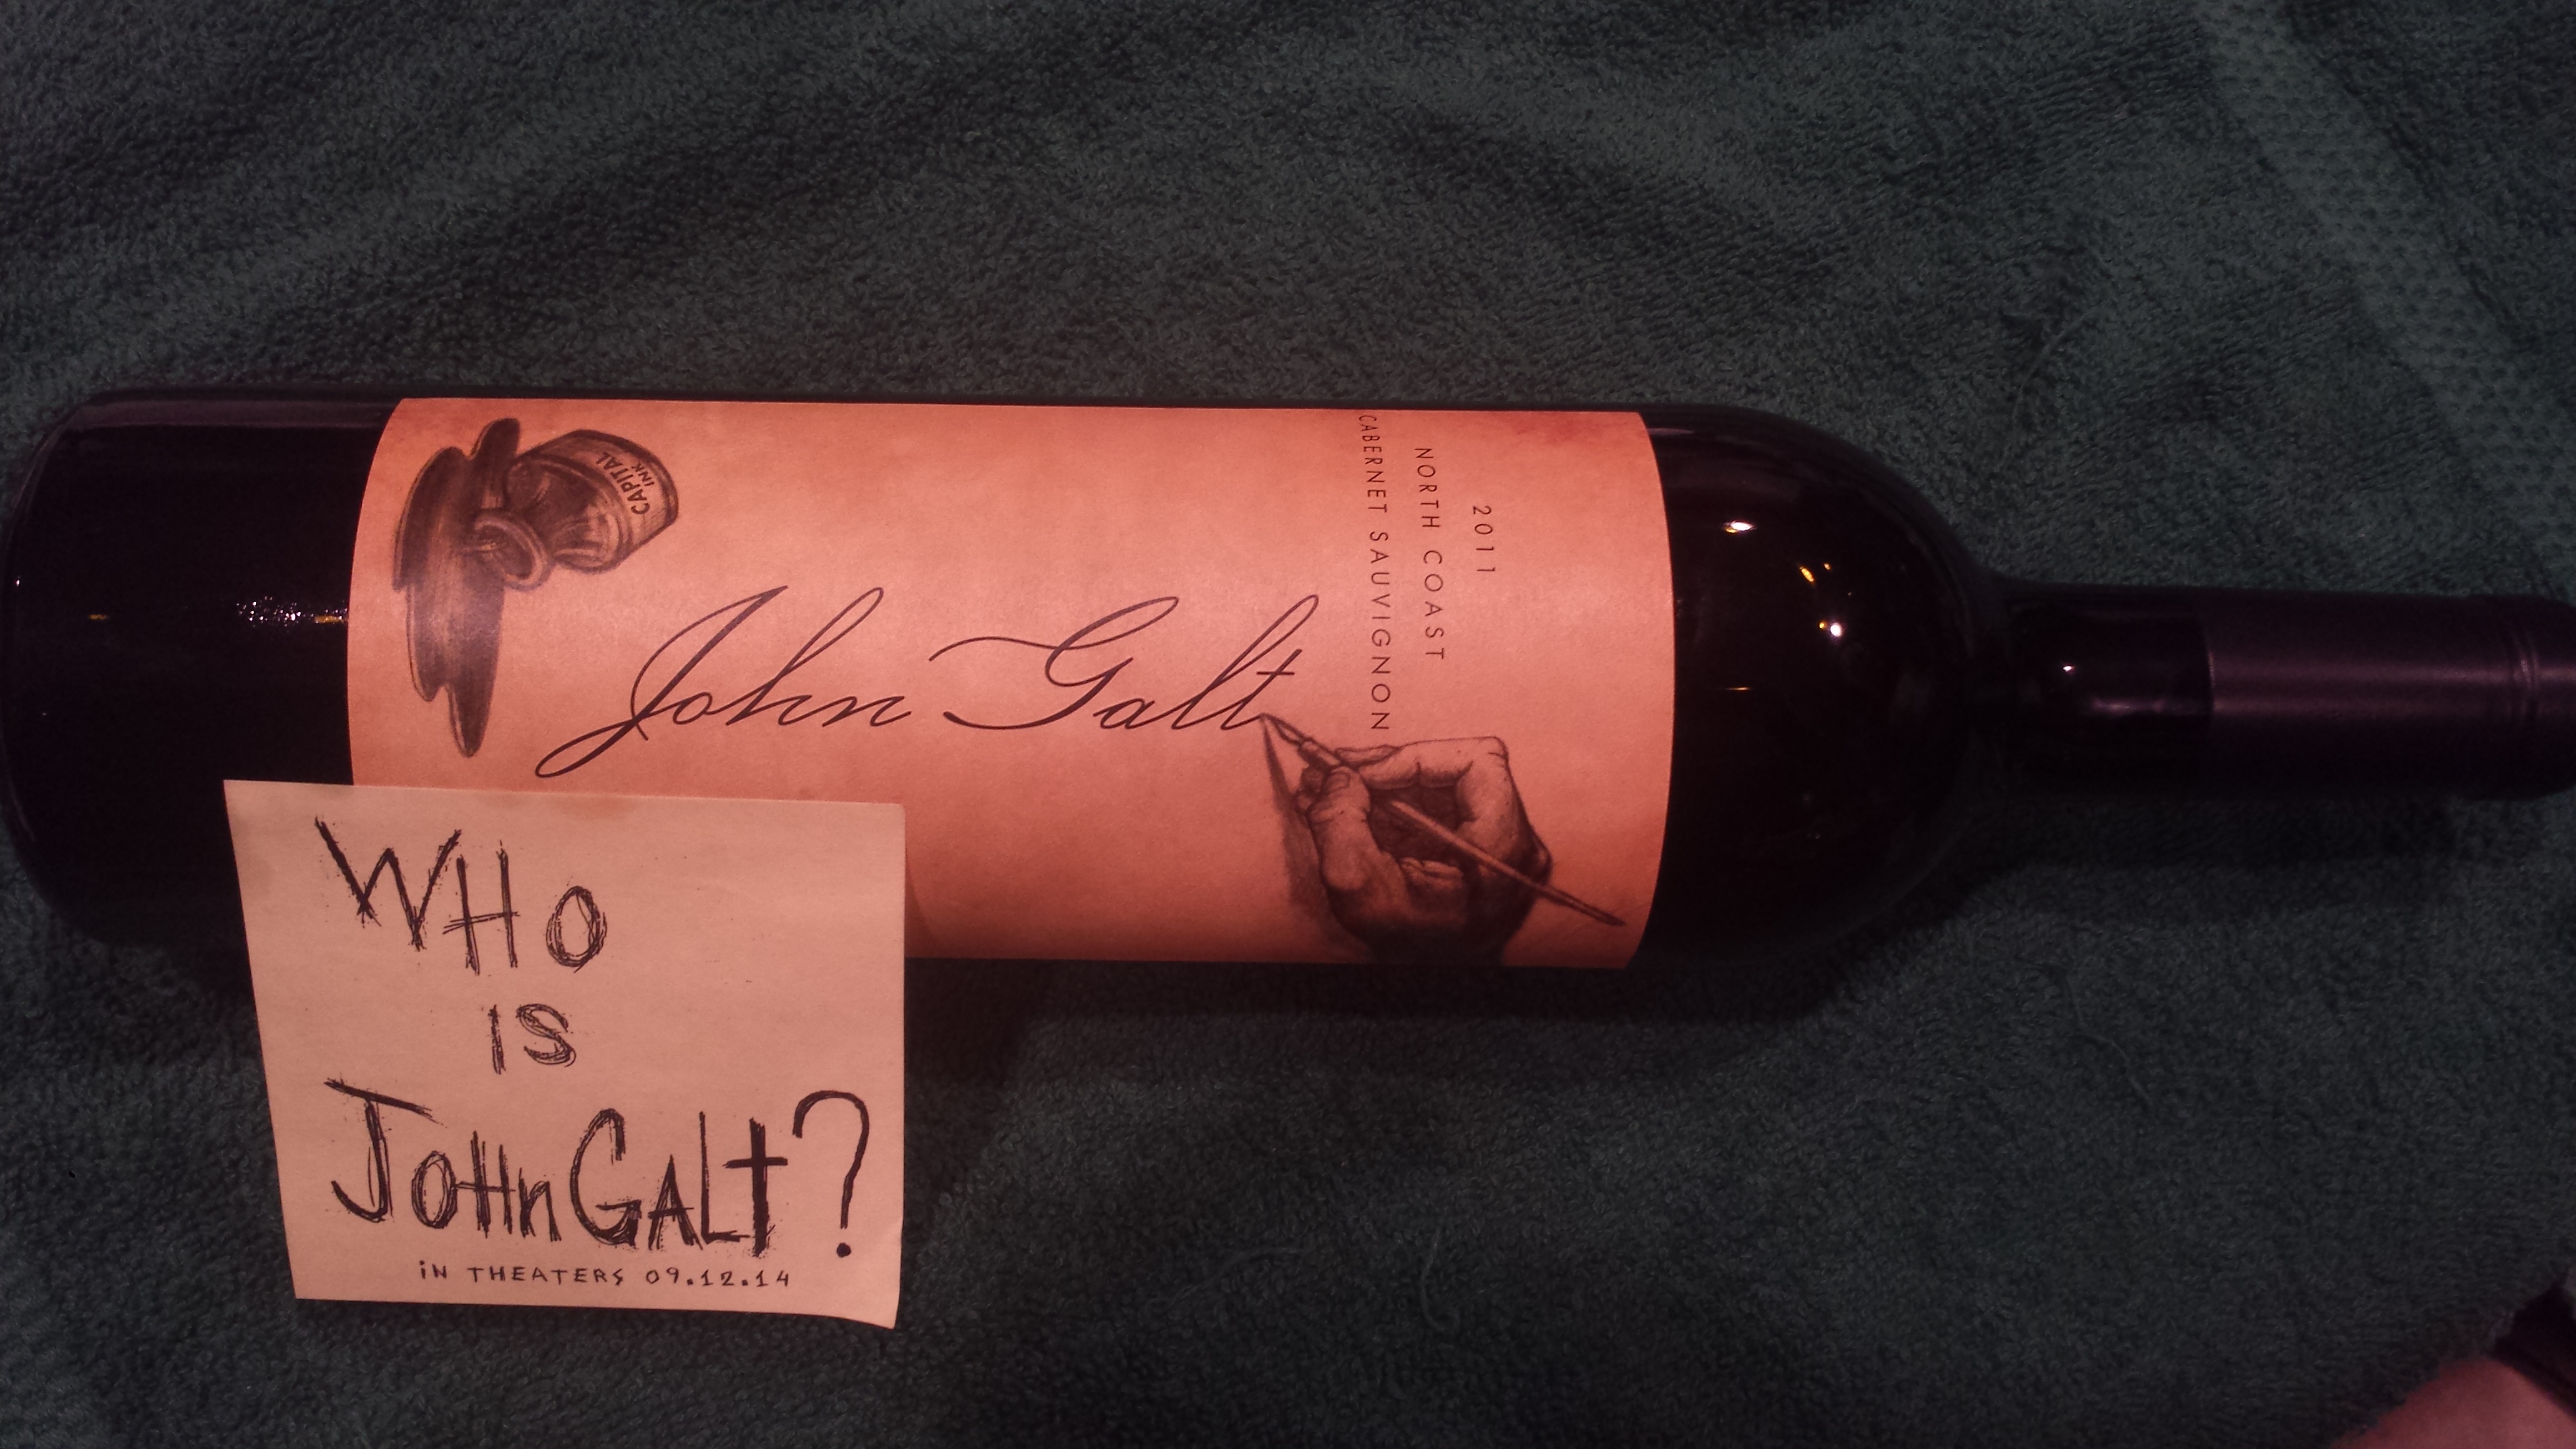 CAPITAL
INK
John Galt
2011
NORTH COAST
CABERNET SAUVIGNON
WHO
IS
JOHn GALt?
iN THEATERS 09.12.14